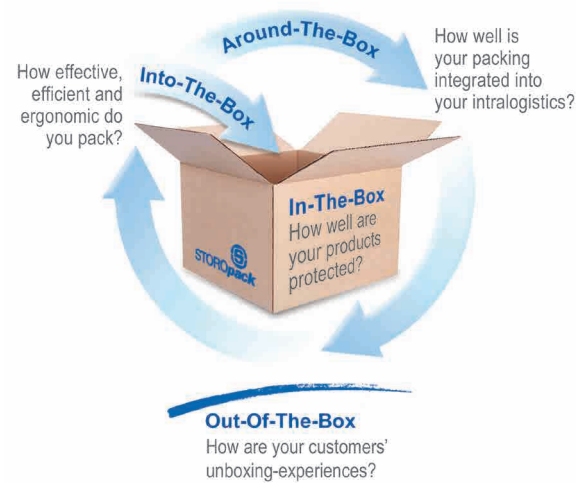 Around-The-Box
How well is
your packing
integrated into
your intralogistics?
How effective,
efficient and
ergonomic do
you pack?
Into-The-Box
In-The-Box
How well are
your products
protected?
STOROpack
Out-Of-The-Box
How are your customers'
unboxing-experiences?